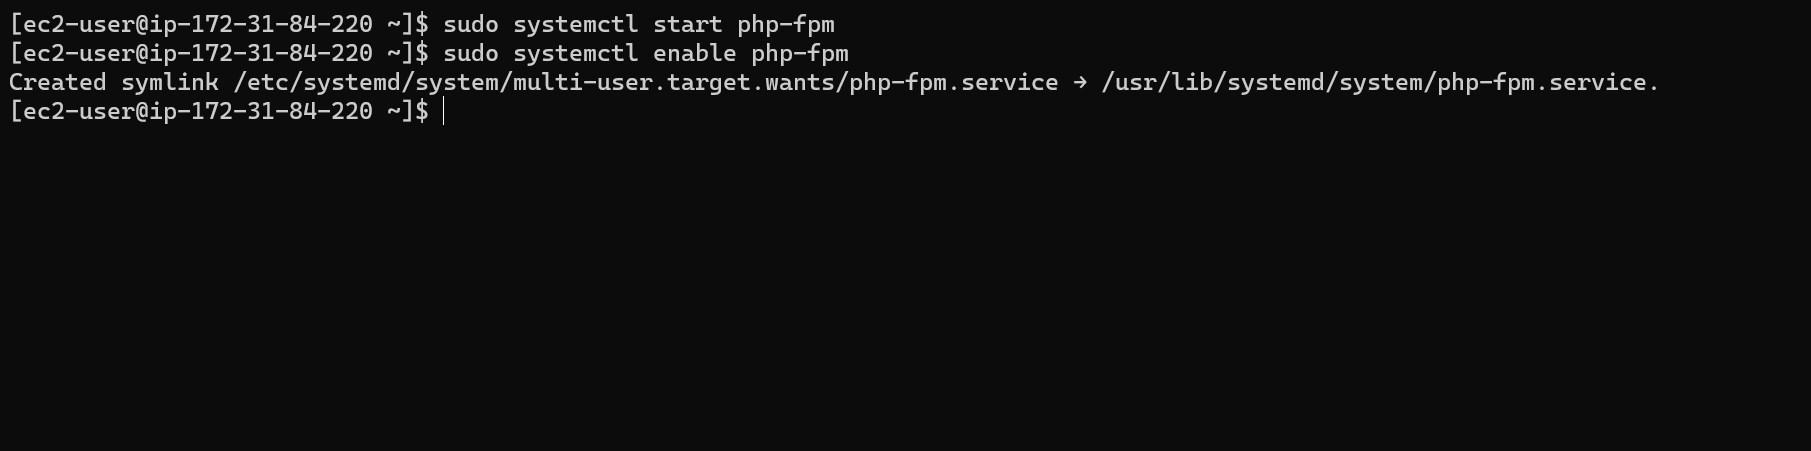 [ec2-user@ip-172-31-84-220 ~]$ sudo systemctl start php-fpm
[ec2-user@ip-172-31-84-220 ~]$ sudo systemctl enable php-fpm
Created symlink /etc/systemd/system/multi-user.target.wants/php-fpm.service → /usr/lib/systemd/system/php-fpm.service.
[ec2-user@ip-172-31-84-220 ~]$